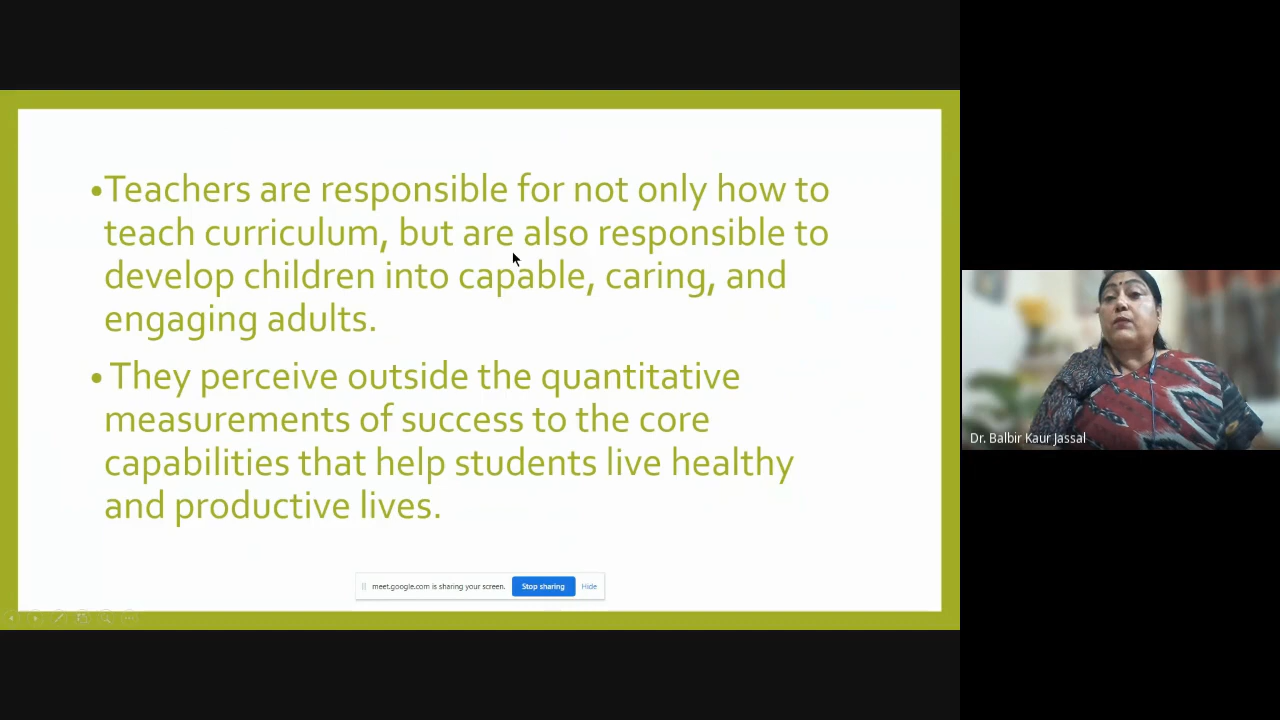 •Teachers are responsible for not only how to
teach curriculum, but are also responsible to
develop children into capable, caring, and
engaging adults.
• They perceive outside the quantitative
measurements of success to the core
capabilities that help students live healthy
and productive lives.
meet.google.com is sharing your screen. Stop sharing Hide
Dr. Balbir Kaur Jassal